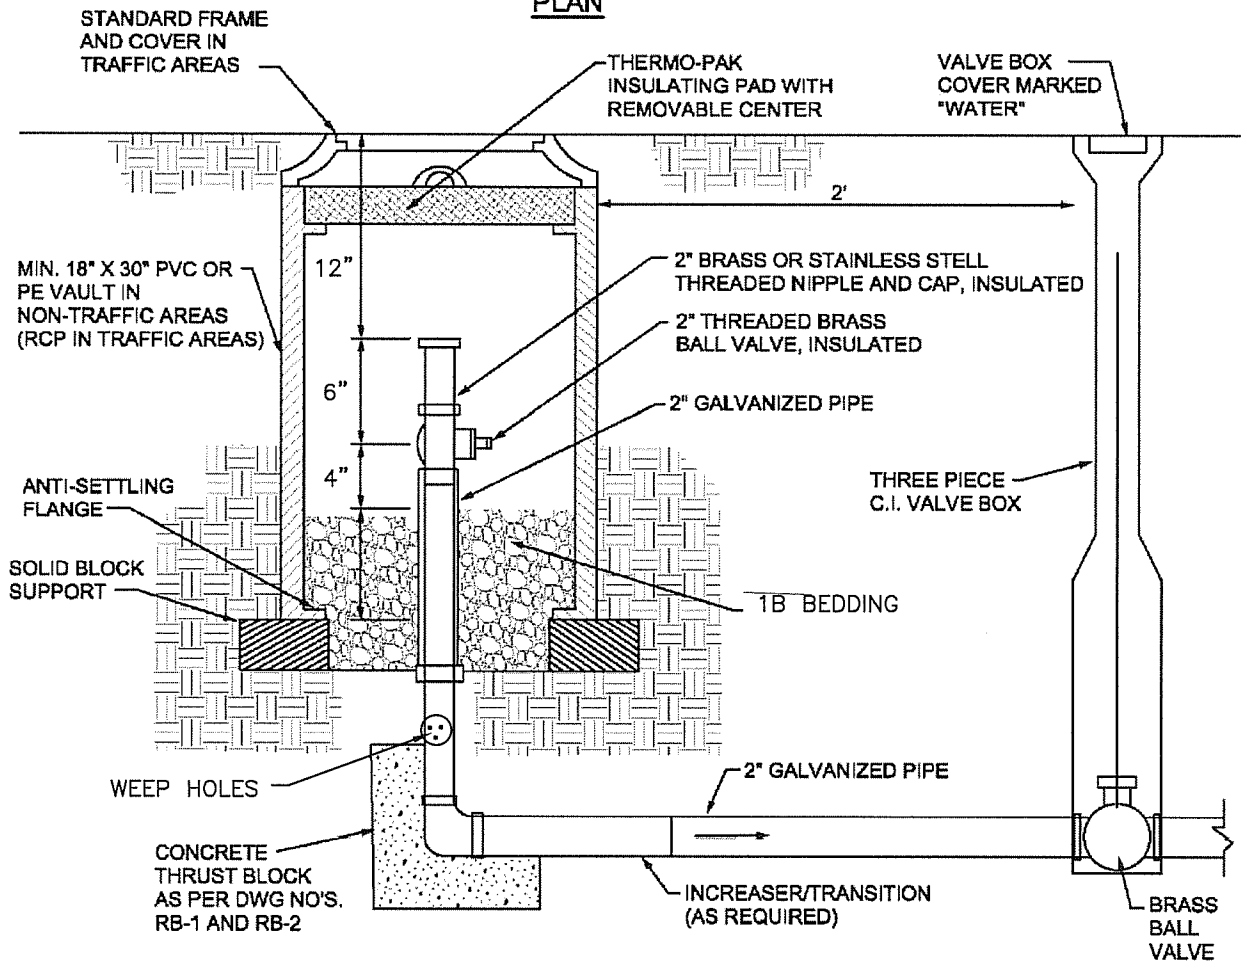 PLAN
STANDARD FRAME
AND COVER IN
TRAFFIC AREAS
THERMO-PAK
INSULATING PAD WITH
REMOVABLE CENTER
VALVE BOX
COVER MARKED
"WATER"
2'
MIN. 18" X 30" PVC OR
PE VAULT IN
NON-TRAFFIC AREAS
(RCP IN TRAFFIC AREAS)
12"
2" BRASS OR STAINLESS STELL
THREADED NIPPLE AND CAP, INSULATED
2" THREADED BRASS
BALL VALVE, INSULATED
6"
2" GALVANIZED PIPE
4"
THREE PIECE
C.I. VALVE BOX
ANTI-SETTLING
FLANGE
SOLID BLOCK
SUPPORT
1B BEDDING
WEEP HOLES
2" GALVANIZED PIPE
CONCRETE
THRUST BLOCK
AS PER DWG NO'S.
RB-1 AND RB-2
INCREASER/TRANSITION
(AS REQUIRED)
BRASS
BALL
VALVE